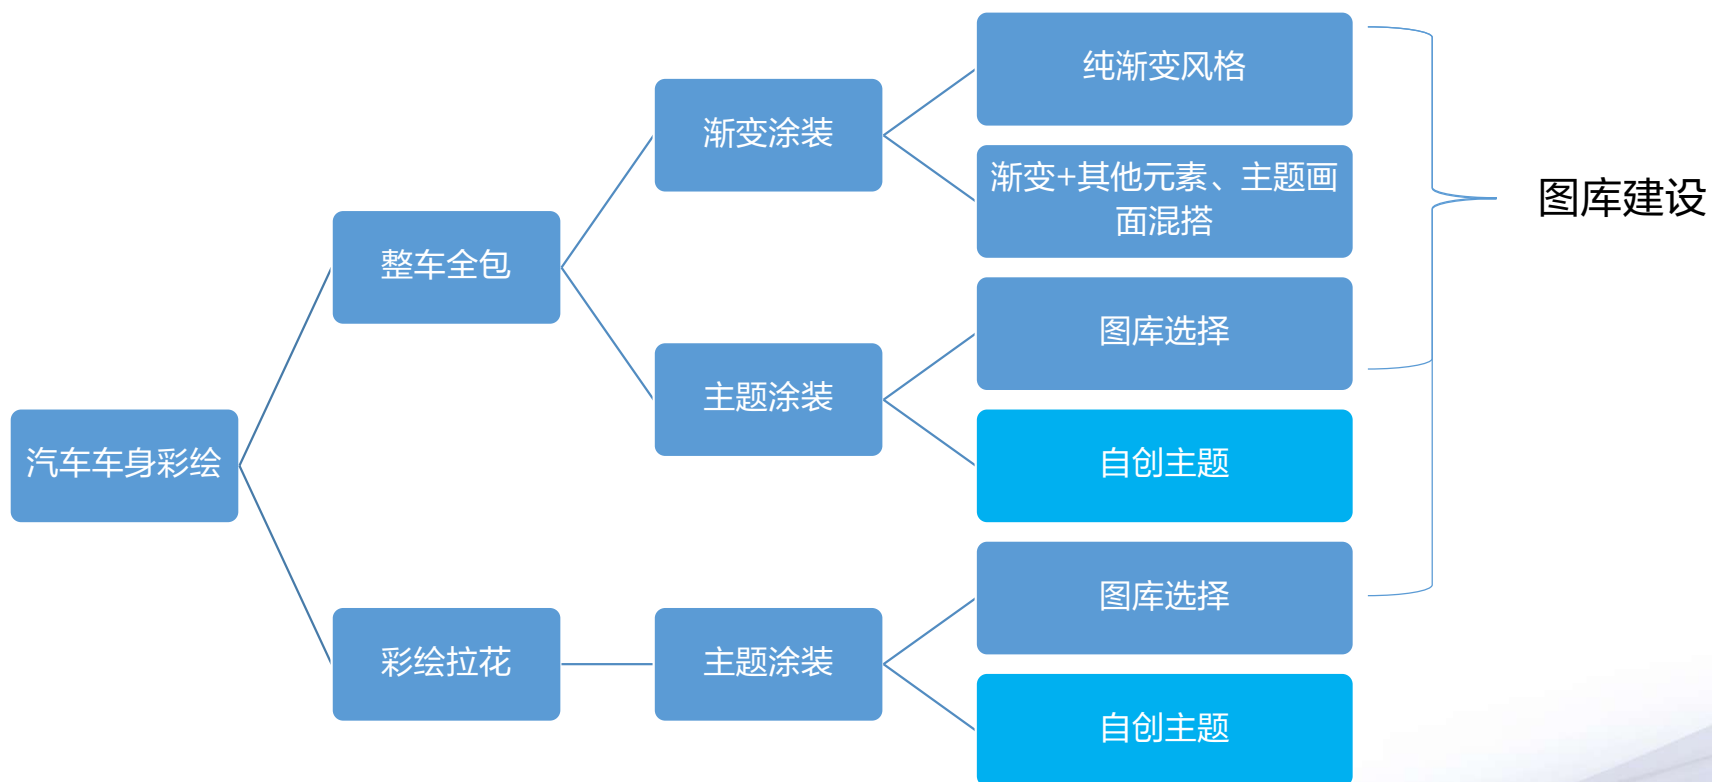 纯渐变风格
渐变涂装
渐变+其他元素、主题画
面混搭
图库建设
整车全包
图库选择
主题涂装
汽车车身彩绘
自创主题
图库选择
彩绘拉花
主题涂装
自创主题